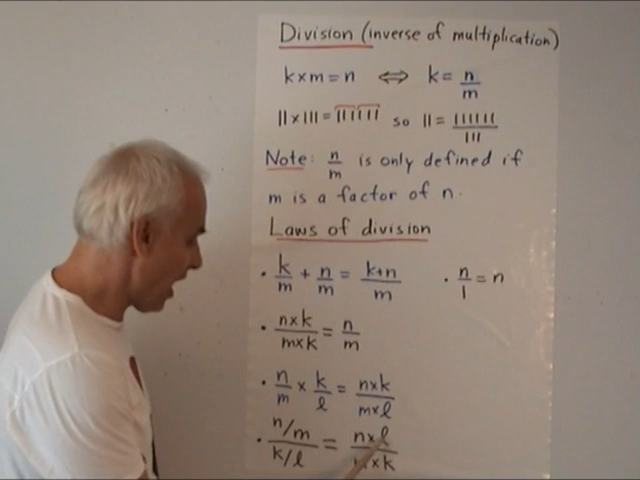 Division (inverse of multiplication)
k×m=n ⟺ k= n/m
||×|||=|||||| so ||= ||||||/|||
Note: n/m is only defined if
m is a factor of n.
Laws of division
• k/m + n/m = k+n/m • n/1 = n
• n×k/m×k = n/m
• n/m × k/l = n×k/m×l
• n/m/k/l = n×l/×k